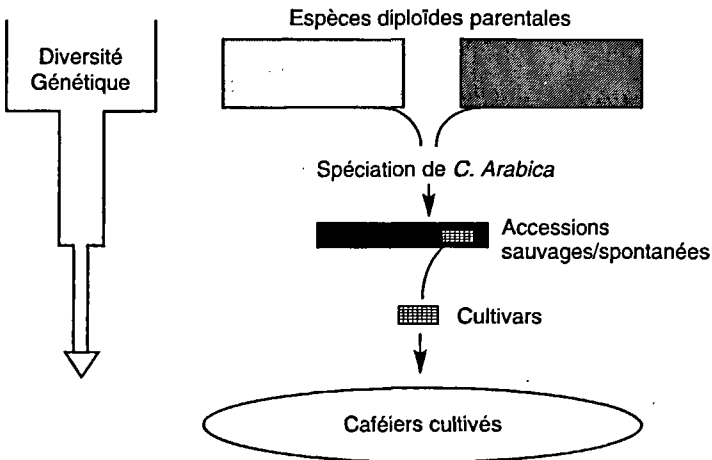 Espèces diploïdes parentales
Diversité
Génétique
Spéciation de C. Arabica
Accessions
sauvages/spontanées
Cultivars
Caféiers cultivés